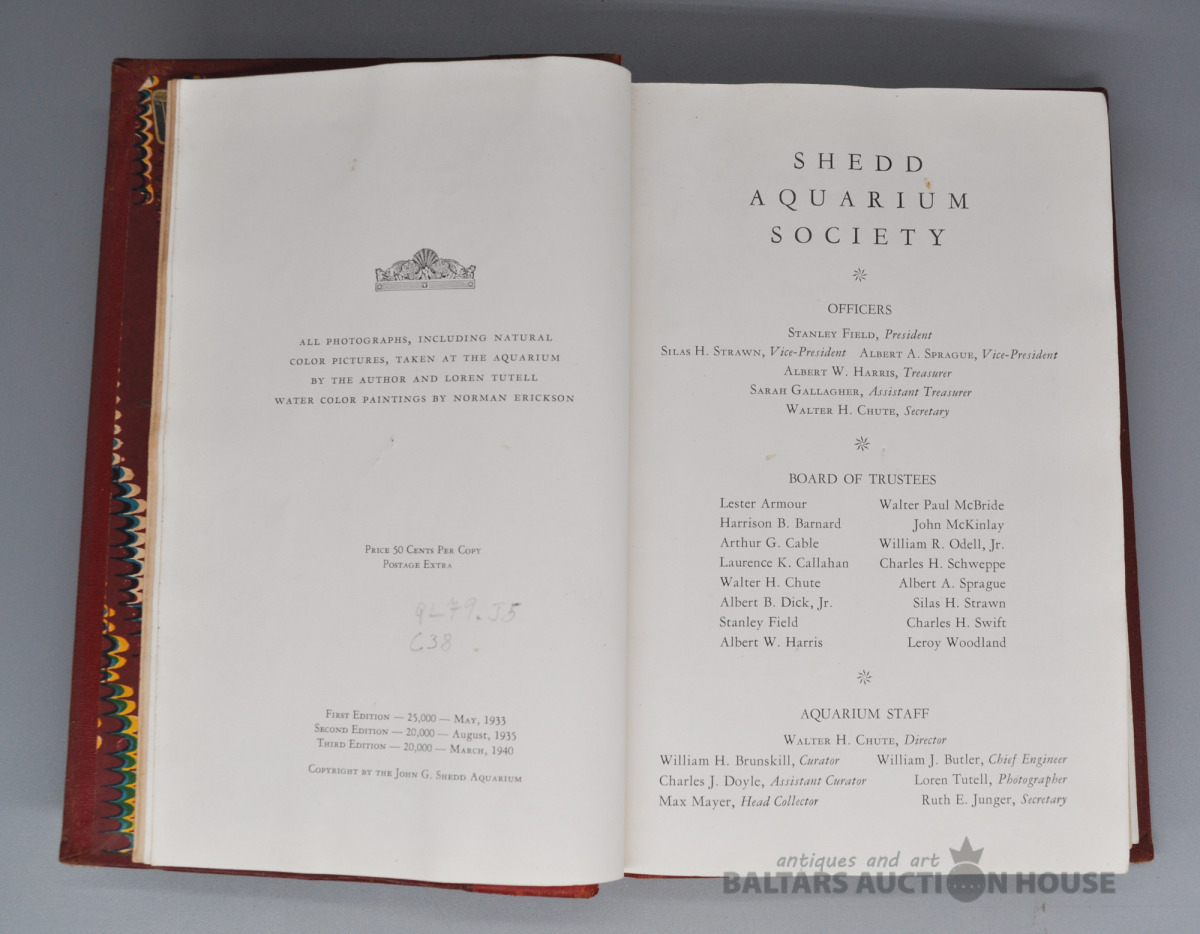 ALL PHOTOGRAPHS, INCLUDING NATURAL
COLOR PICTURES, TAKEN AT THE AQUARIUM
BY THE AUTHOR AND LOREN TUTELL
WATER COLOR PAINTINGS BY NORMAN ERICKSON
PRICE 50 CENTS PER COPY
POSTAGE EXTRA
QL79.J5
C38
FIRST EDITION — 25,000 — MAY, 1933
SECOND EDITION — 20,000 — AUGUST, 1935
THIRD EDITION — 20,000 — MARCH, 1940
COPYRIGHT BY THE JOHN G. SHEDD AQUARIUM
SHEDD
AQUARIUM
SOCIETY
OFFICERS
STANLEY FIELD, President
SILAS H. STRAWN, Vice-President ALBERT A. SPRAGUE, Vice-President
ALBERT W. HARRIS, Treasurer
SARAH GALLAGHER, Assistant Treasurer
WALTER H. CHUTE, Secretary
BOARD OF TRUSTEES
Lester Armour Walter Paul McBride
Harrison B. Barnard John McKinlay
Arthur G. Cable William R. Odell, Jr.
Laurence K. Callahan Charles H. Schweppe
Walter H. Chute Albert A. Sprague
Albert B. Dick, Jr. Silas H. Strawn
Stanley Field Charles H. Swift
Albert W. Harris Leroy Woodland
AQUARIUM STAFF
WALTER H. CHUTE, Director
William H. Brunskill, Curator William J. Butler, Chief Engineer
Charles J. Doyle, Assistant Curator Loren Tutell, Photographer
Max Mayer, Head Collector Ruth E. Junger, Secretary
antiques and art
BALTARS AUCTION HOUSE